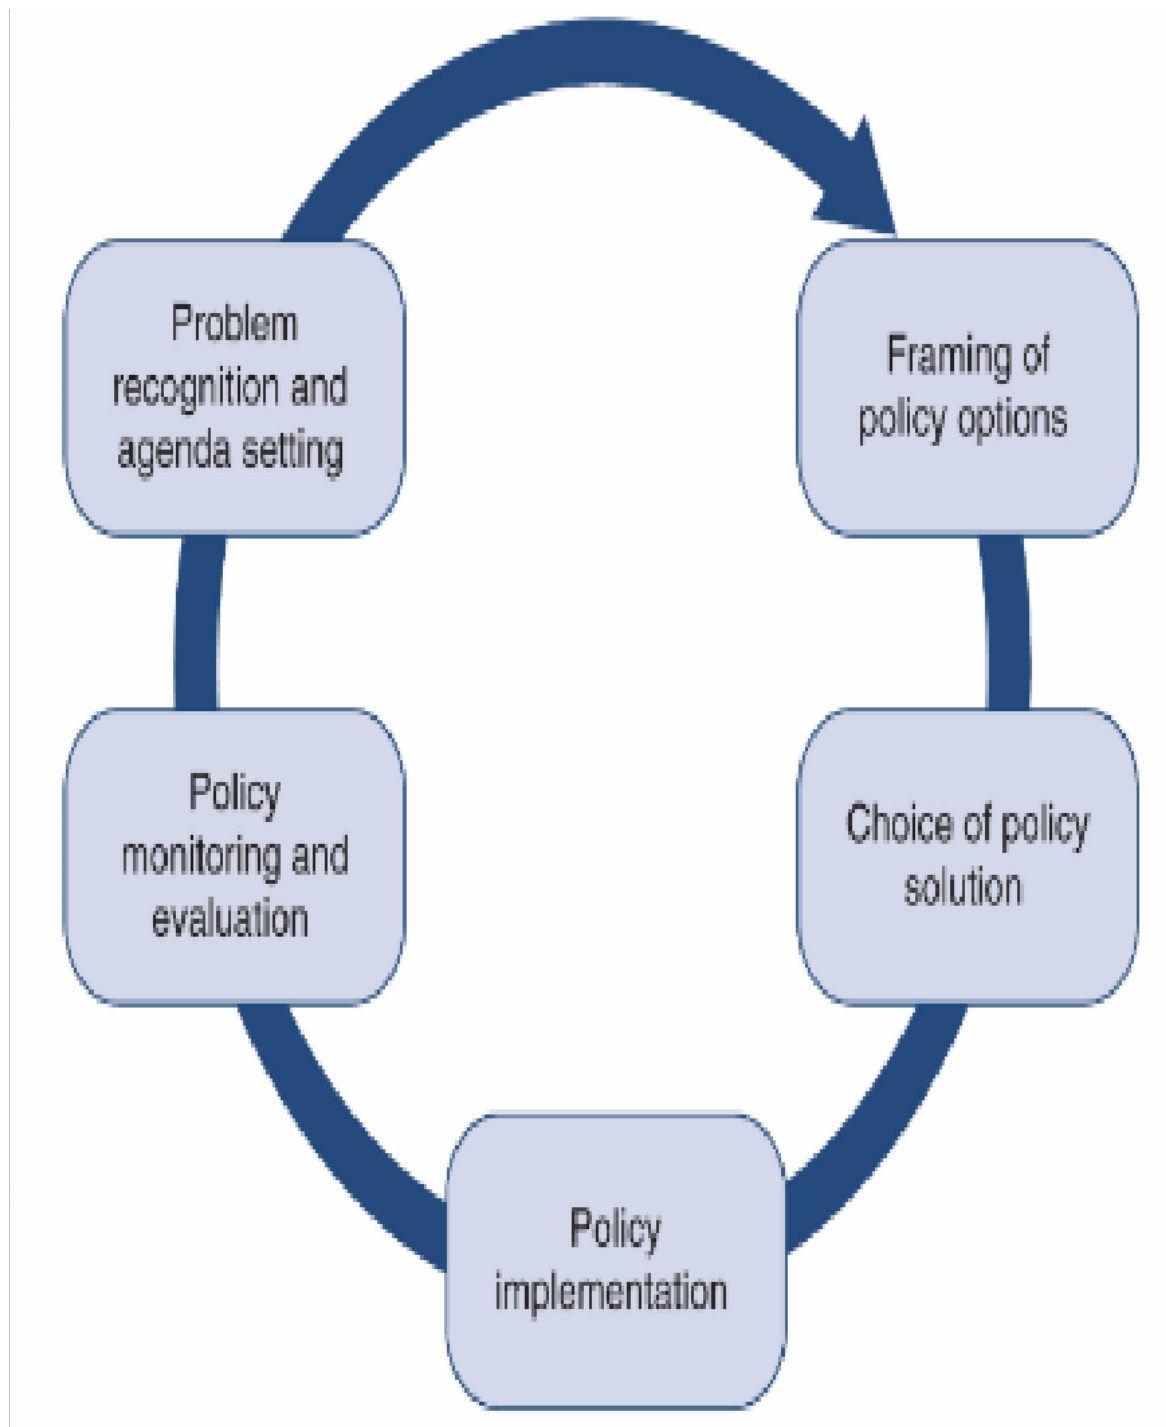 Problem
recognition and
agenda setting
Framing of
policy options
Choice of policy
solution
Policy
implementation
Policy
monitoring and
evaluation